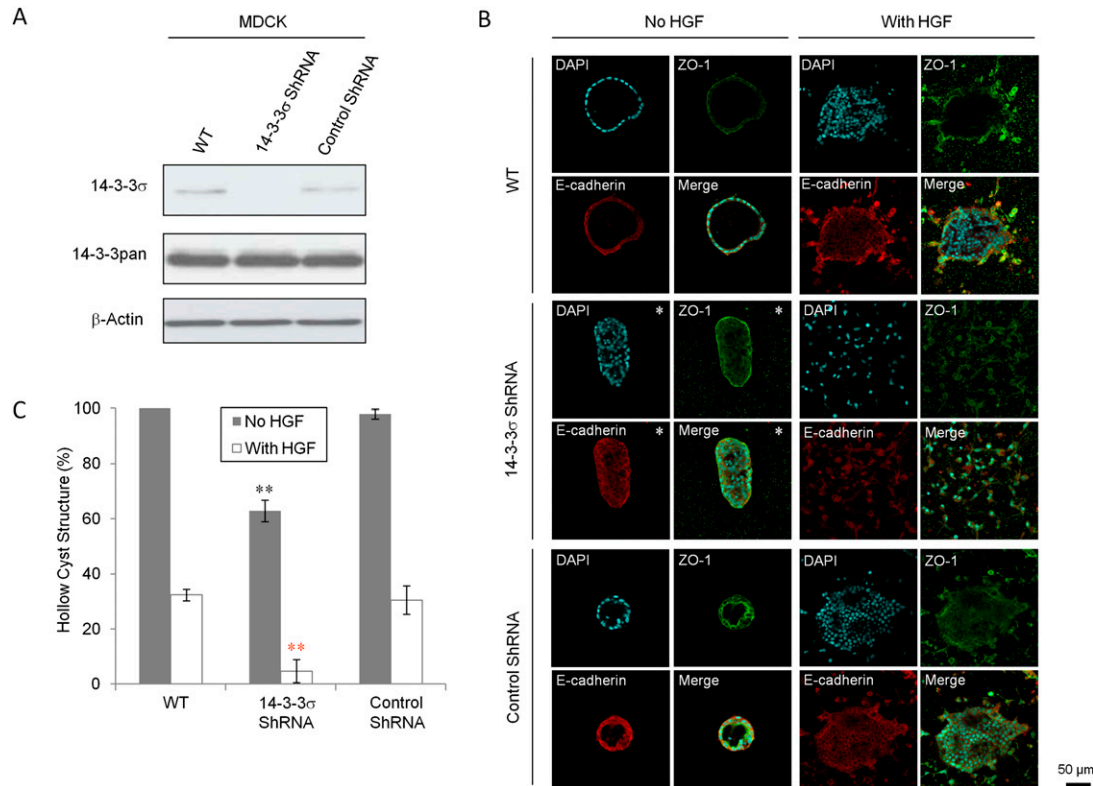 A
MDCK
WT
14-3-3σ ShRNA
Control ShRNA
14-3-3σ
14-3-3pan
β-Actin
B
No HGF
With HGF
WT
DAPI
ZO-1
DAPI
ZO-1
E-cadherin
Merge
E-cadherin
Merge
14-3-3σ ShRNA
DAPI *
ZO-1 *
DAPI
ZO-1
E-cadherin *
Merge *
E-cadherin
Merge
Control ShRNA
DAPI
ZO-1
DAPI
ZO-1
E-cadherin
Merge
E-cadherin
Merge
50 µm
C
Hollow Cyst Structure (%)
100
80
60
40
20
0
No HGF
With HGF
**
**
WT
14-3-3σ
ShRNA
Control
ShRNA